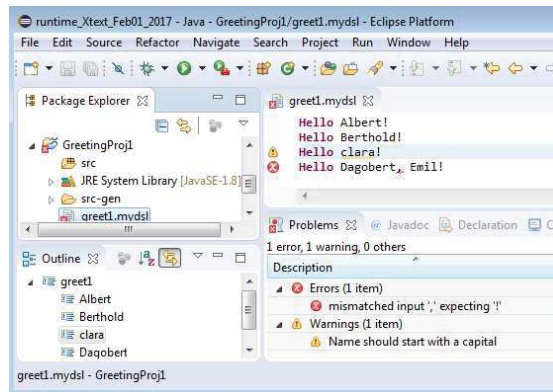 runtime_Xtext_Feb01_2017 - Java - GreetingProj1/greet1.mydsl - Eclipse Platform
File Edit Source Refactor Navigate Search Project Run Window Help
Package Explorer
GreetingProj1
src
JRE System Library [JavaSE-1.8]
src-gen
greet1.mydsl
greet1.mydsl
Hello Albert!
Hello Berthold!
Hello clara!
Hello Dagobert, Emil!
Outline
greet1
Albert
Berthold
clara
Dagobert
Problems @ Javadoc Declaration C
1 error, 1 warning, 0 others
Description
Errors (1 item)
mismatched input ',' expecting '!'
Warnings (1 item)
Name should start with a capital
greet1.mydsl - GreetingProj1